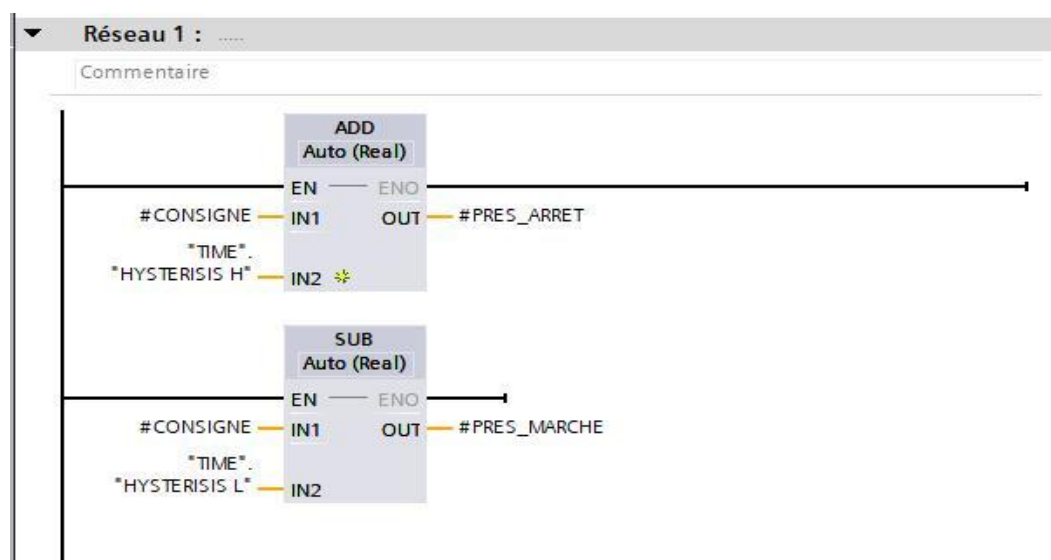 Réseau 1 : .....
Commentaire
ADD
Auto (Real)
EN ENO
#CONSIGNE IN1 OUT #PRES_ARRET
"TIME".
"HYSTERISIS H" IN2
SUB
Auto (Real)
EN ENO
#CONSIGNE IN1 OUT #PRES_MARCHE
"TIME".
"HYSTERISIS L" IN2